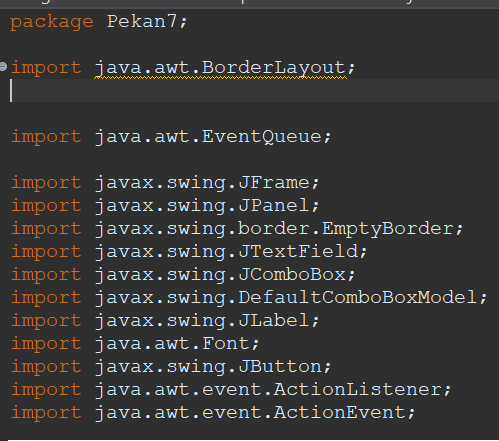 package Pekan7;
import java.awt.BorderLayout;
import java.awt.EventQueue;
import javax.swing.JFrame;
import javax.swing.JPanel;
import javax.swing.border.EmptyBorder;
import javax.swing.JTextField;
import javax.swing.JComboBox;
import javax.swing.DefaultComboBoxModel;
import javax.swing.JLabel;
import java.awt.Font;
import javax.swing.JButton;
import java.awt.event.ActionListener;
import java.awt.event.ActionEvent;